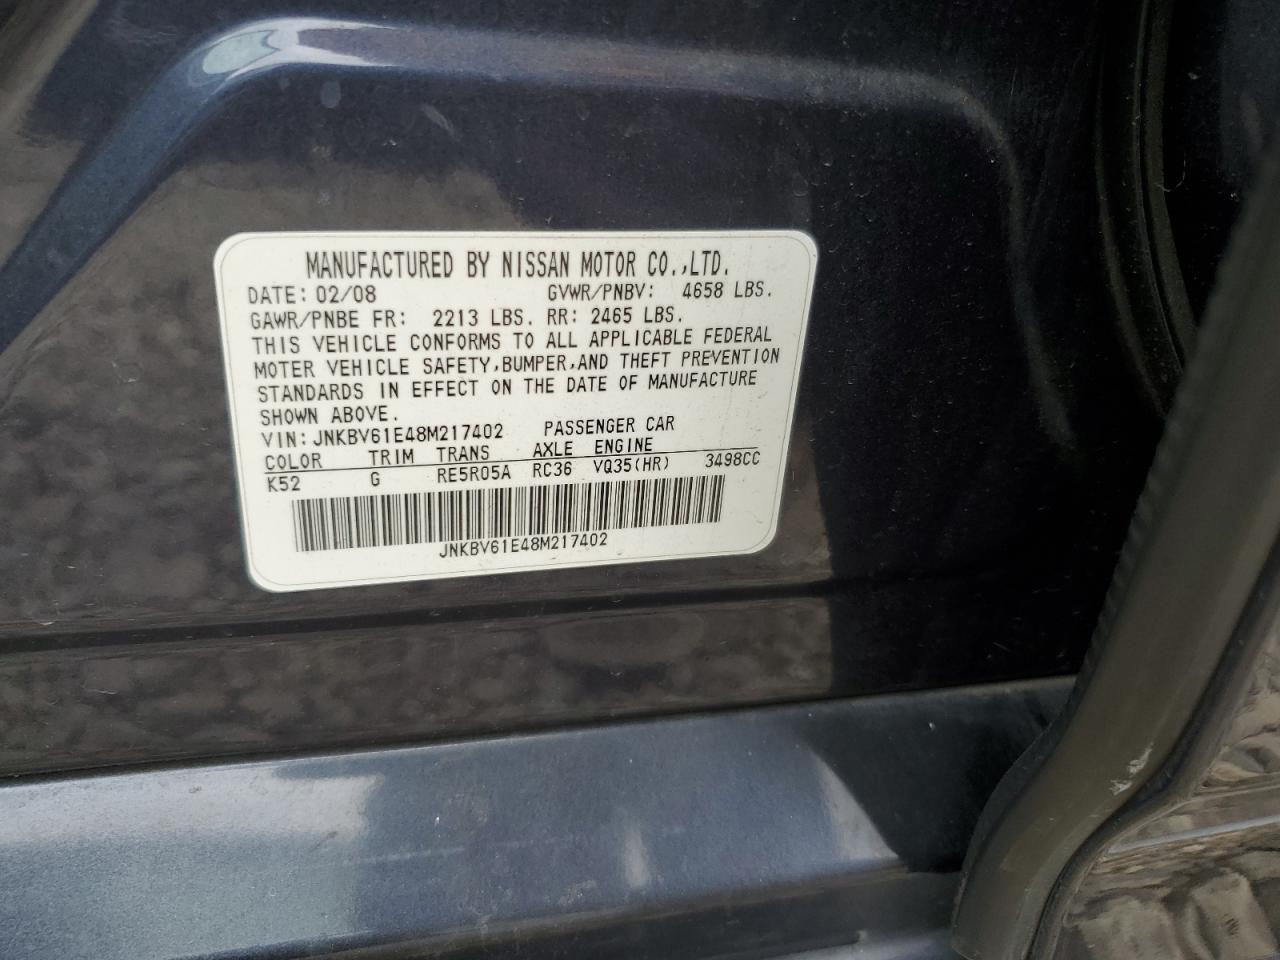 MANUFACTURED BY NISSAN MOTOR CO.,LTD.
DATE: 02/08 GVWR/PNBV: 4658 LBS.
GAWR/PNBE FR: 2213 LBS. RR: 2465 LBS.
THIS VEHICLE CONFORMS TO ALL APPLICABLE FEDERAL
MOTER VEHICLE SAFETY,BUMPER,AND THEFT PREVENTION
STANDARDS IN EFFECT ON THE DATE OF MANUFACTURE
SHOWN ABOVE.
VIN:JNKBV61E48M217402 PASSENGER CAR
COLOR TRIM TRANS AXLE ENGINE
K52 G RE5R05A RC36 VQ35(HR) 3498CC
JNKBV61E48M217402